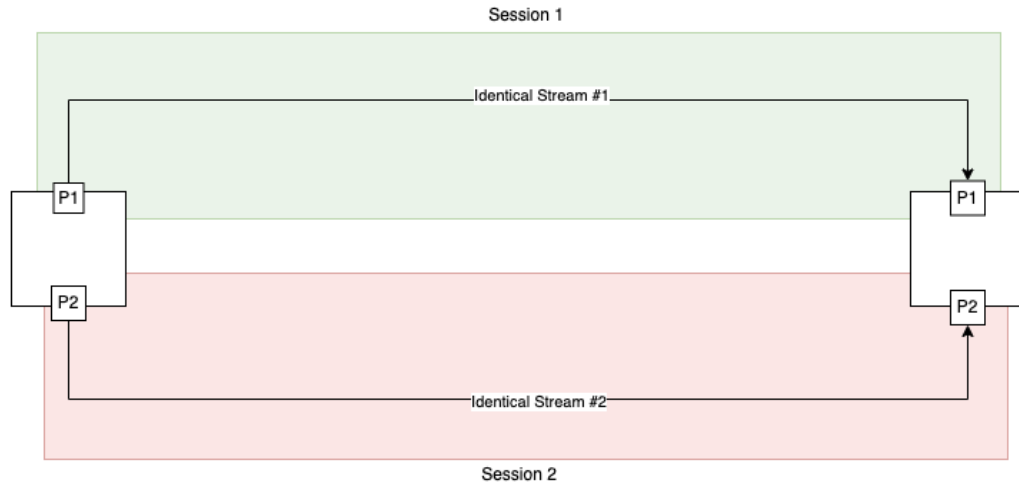 Session 1
Identical Stream #1
P1
P1
P2
P2
Identical Stream #2
Session 2